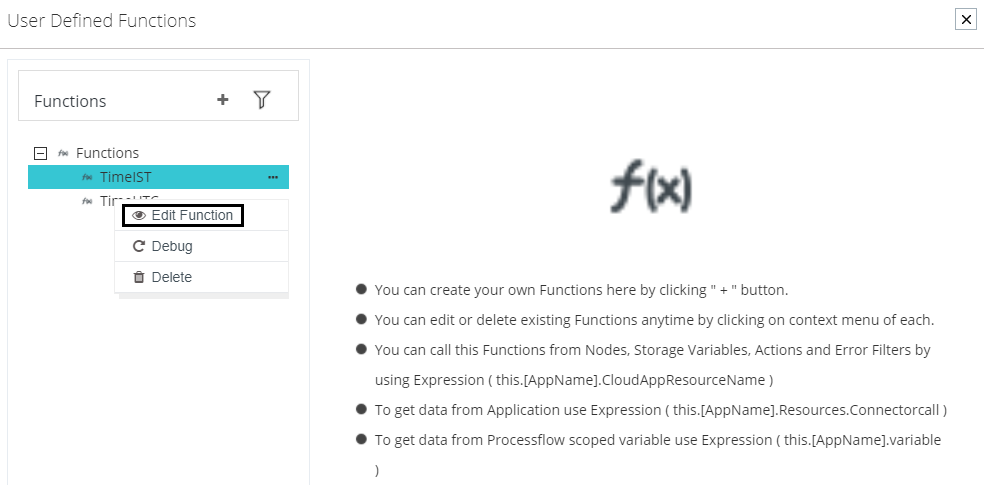 User Defined Functions
Functions
Functions
TimeIST
TimeUTC
Edit Function
Debug
Delete
f(x)
You can create your own Functions here by clicking " + " button.
You can edit or delete existing Functions anytime by clicking on context menu of each.
You can call this Functions from Nodes, Storage Variables, Actions and Error Filters by
using Expression ( this.[AppName].CloudAppResourceName )
To get data from Application use Expression ( this.[AppName].Resources.Connectorcall )
To get data from Processflow scoped variable use Expression ( this.[AppName].variable
)